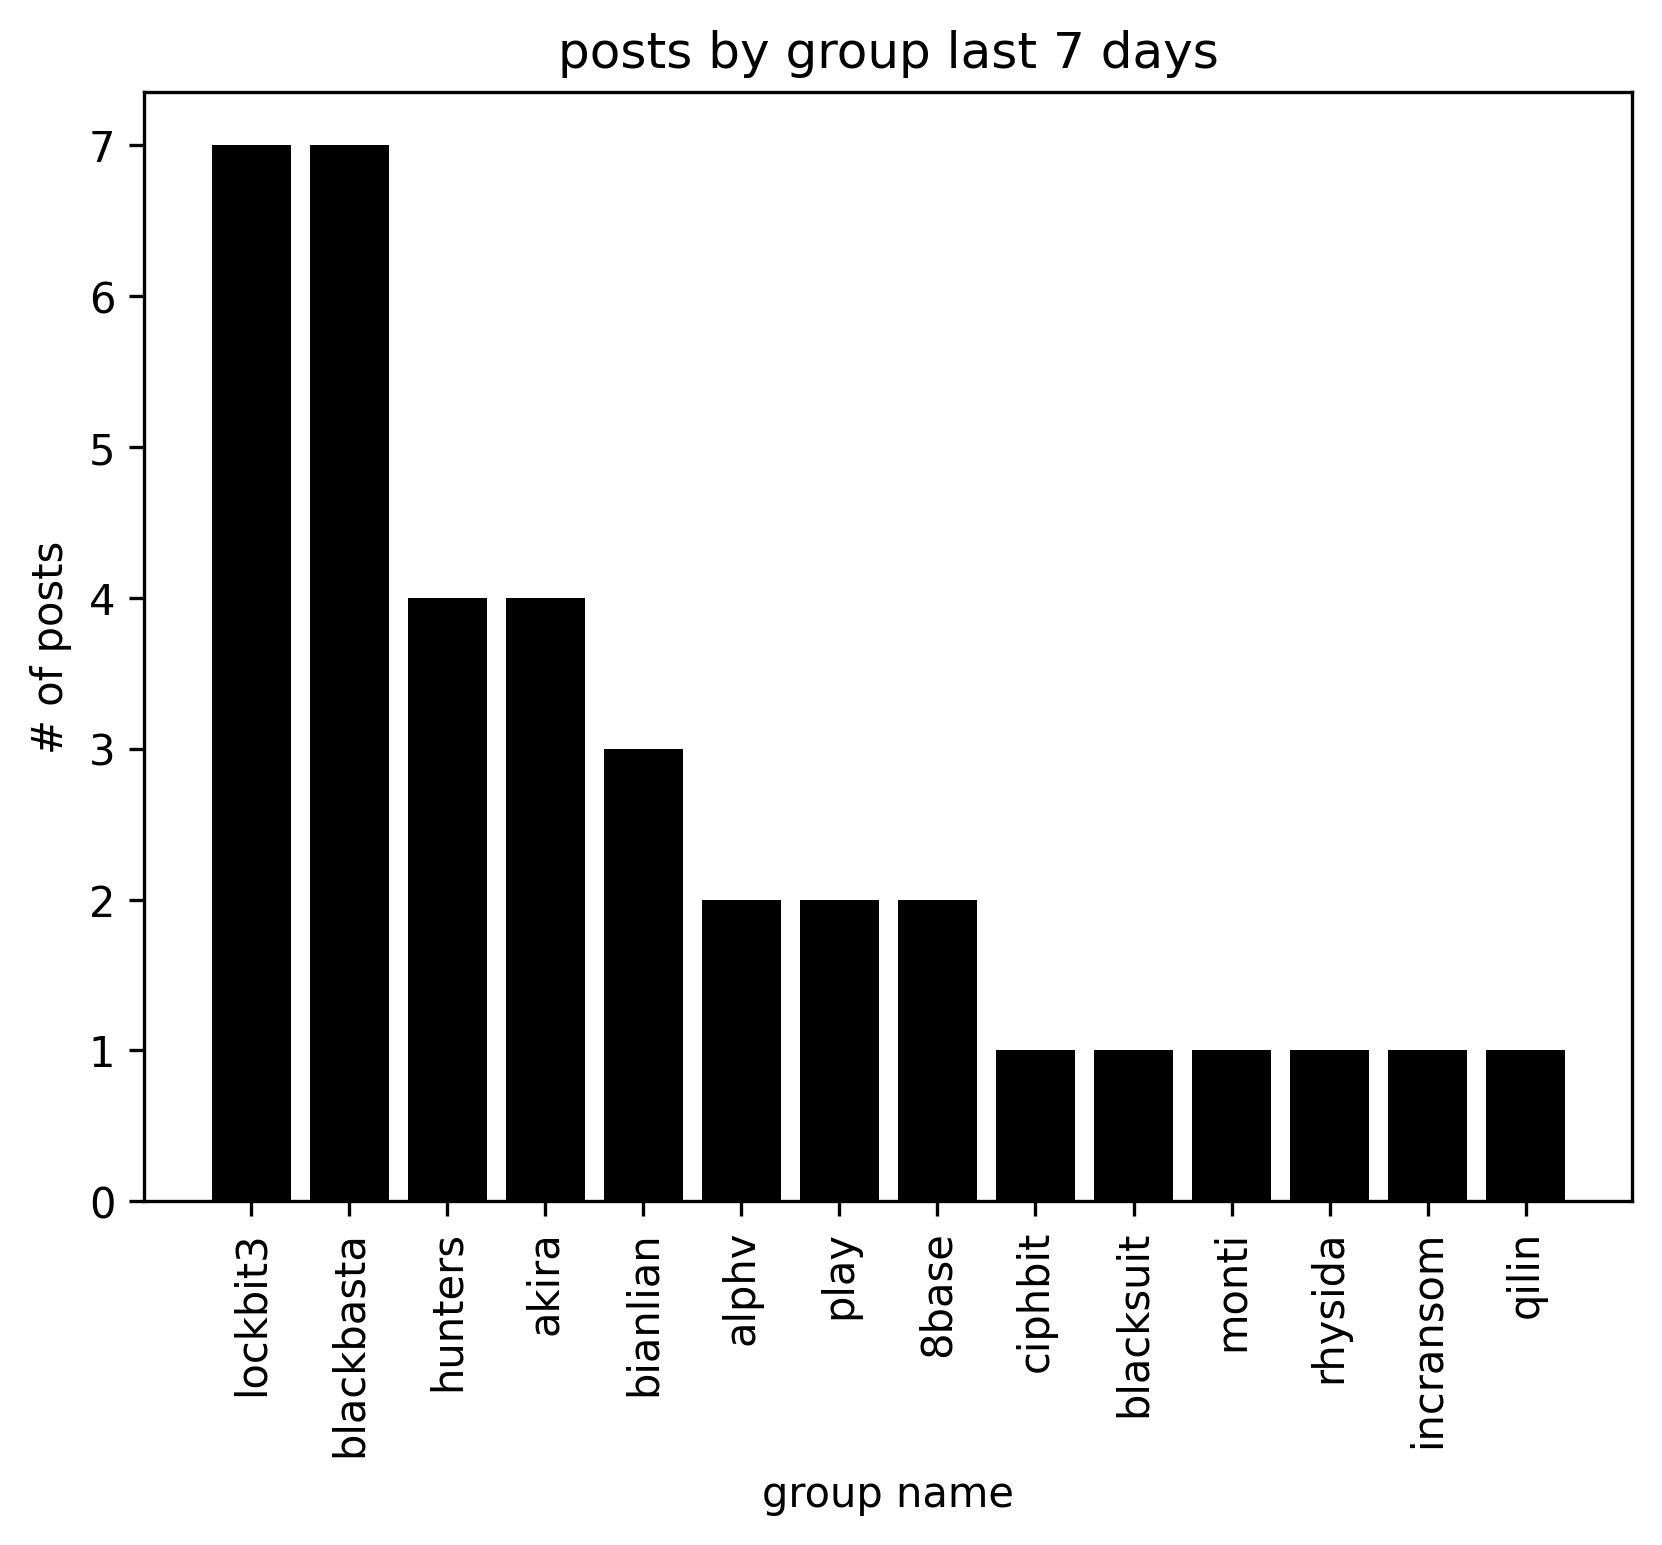 posts by group last 7 days
# of posts
7
6
5
4
3
2
1
0
lockbit3
blackbasta
hunters
akira
bianlian
alphv
play
8base
ciphbit
blacksuit
monti
rhysida
incransom
qilin
group name